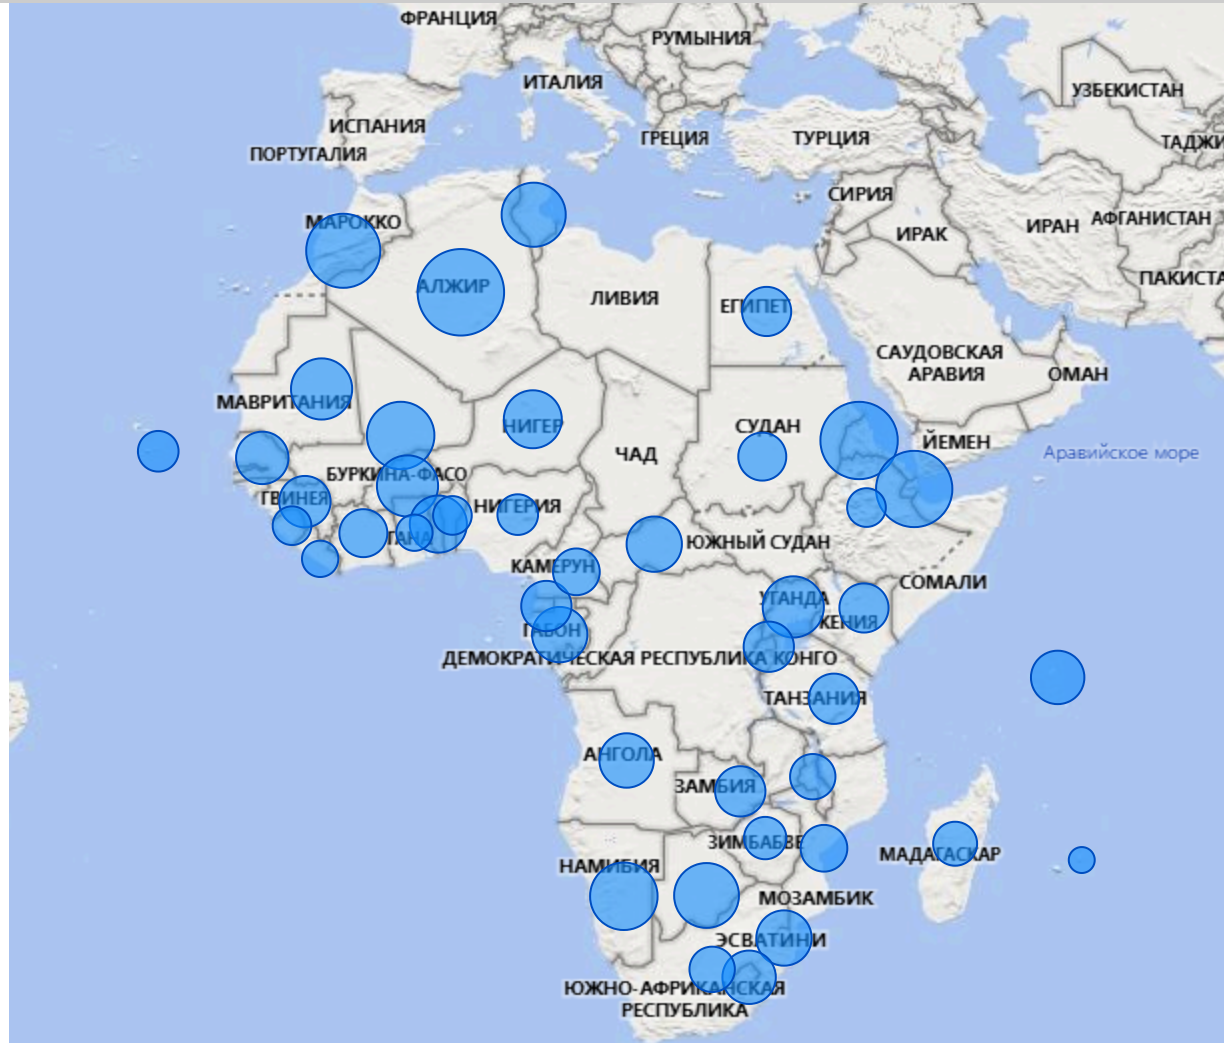 ФРАНЦИЯ
РУМЫНИЯ
ИТАЛИЯ
УЗБЕКИСТАН
ИСПАНИЯ
ГРЕЦИЯ
ТУРЦИЯ
ТАДЖИ
ПОРТУГАЛИЯ
СИРИЯ
МАРОККО
ИРАК
ИРАН
АФГАНИСТАН
ПАКИСТА
АЛЖИР
ЛИВИЯ
ЕГИПЕТ
САУДОВСКАЯ
АРАВИЯ
ОМАН
МАВРИТАНИЯ
НИГЕР
СУДАН
ЙЕМЕН
ЧАД
Аравийское море
БУРКИНА-ФАСО
ГВИНЕЯ
НИГЕРИЯ
ГАНА
ЮЖНЫЙ СУДАН
КАМЕРУН
СОМАЛИ
УГАНДА
КЕНИЯ
ГАБОН
ДЕМОКРАТИЧЕСКАЯ РЕСПУБЛИКА КОНГО
ТАНЗАНИЯ
АНГОЛА
ЗАМБИЯ
ЗИМБАБВЕ
МАДАГАСКАР
НАМИБИЯ
МОЗАМБИК
ЭСВАТИНИ
ЮЖНО-АФРИКАНСКАЯ
РЕСПУБЛИКА